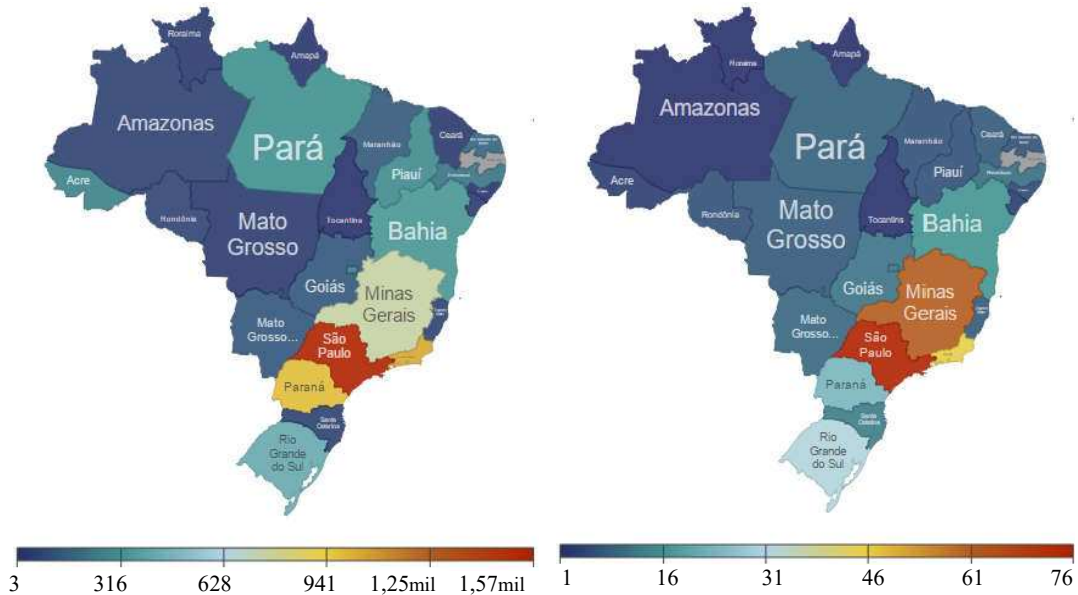 Roraima
Amapá
Amazonas
Pará
Maranhão
Ceará
Piauí
Acre
Rondônia
Mato
Grosso
Tocantins
Bahia
Goiás
Minas
Gerais
Mato
Grosso...
São
Paulo
Paraná
Santa
Catarina
Rio
Grande
do Sul
3 316 628 941 1,25mil 1,57mil
Roraima
Amapá
Amazonas
Pará
Maranhão
Ceará
Piauí
Acre
Rondônia
Mato
Grosso
Tocantins
Bahia
Goiás
Minas
Gerais
Mato
Grosso...
São
Paulo
Paraná
Santa
Catarina
Rio
Grande
do Sul
1 16 31 46 61 76